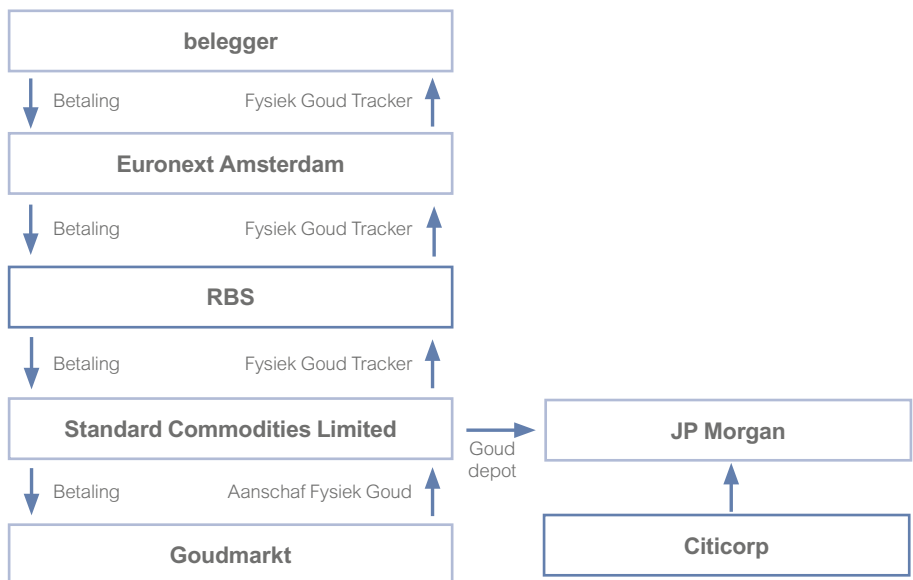 belegger
Betaling Fysiek Goud Tracker
Euronext Amsterdam
Betaling Fysiek Goud Tracker
RBS
Betaling Fysiek Goud Tracker
Standard Commodities Limited
Goud
depot
JP Morgan
Betaling Aanschaf Fysiek Goud
Goudmarkt
Citicorp